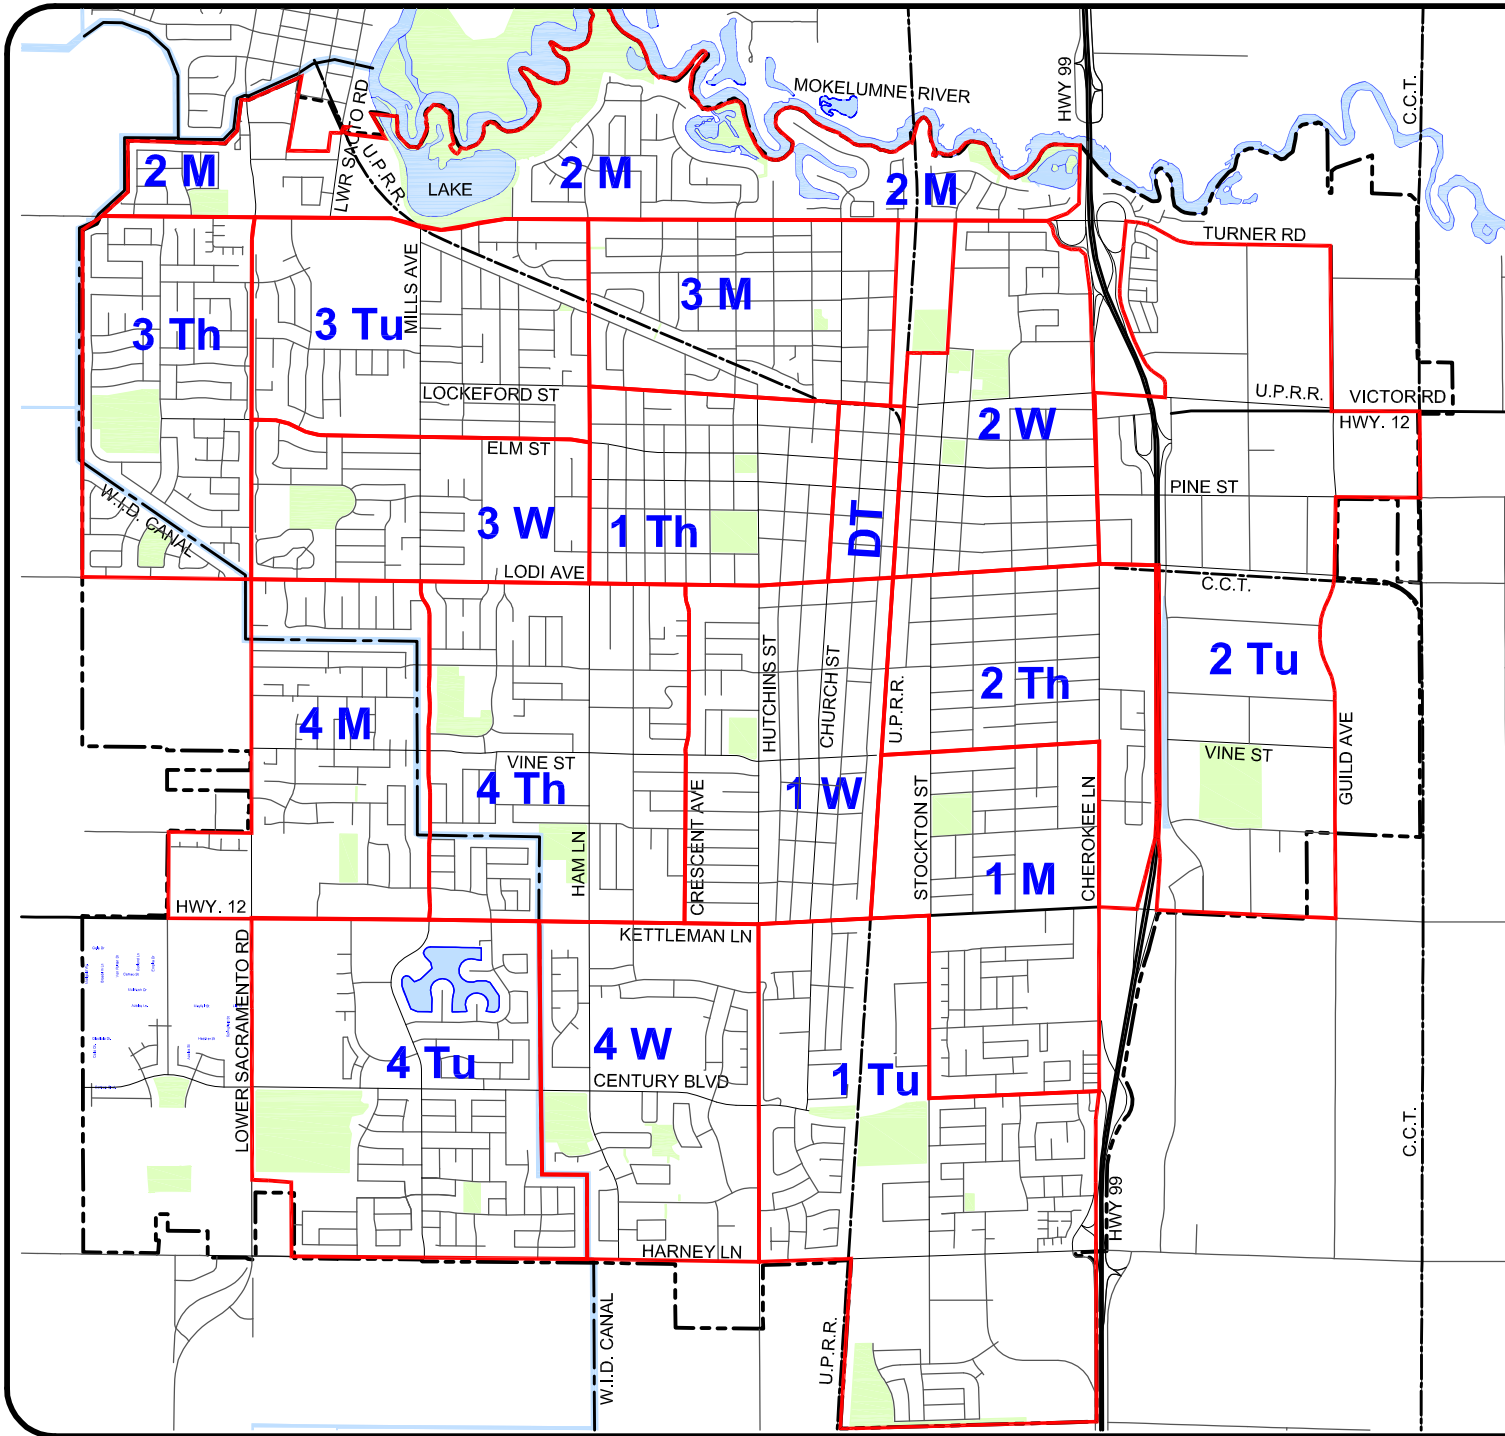 HWY 99
C.C.T.
MOKELUMNE RIVER
LWR SACTO RD
U.P.R.R.
2 M
LAKE
2 M
2 M
TURNER RD
MILLS AVE
3 Th
3 Tu
3 M
LOCKEFORD ST
U.P.R.R.
VICTOR RD
HWY. 12
2 W
ELM ST
W.I.D. CANAL
3 W
1 Th
DT
PINE ST
LODI AVE
C.C.T.
HUTCHINS ST
CHURCH ST
U.P.R.R.
2 Th
2 Tu
4 M
VINE ST
4 Th
CRESCENT AVE
1 W
STOCKTON ST
CHEROKEE LN
VINE ST
GUILD AVE
HAM LN
1 M
HWY. 12
KETTLEMAN LN
LOWER SACRAMENTO RD
4 Tu
4 W
CENTURY BLVD
1 Tu
C.C.T.
HWY 99
HARNEY LN
W.I.D. CANAL
U.P.R.R.